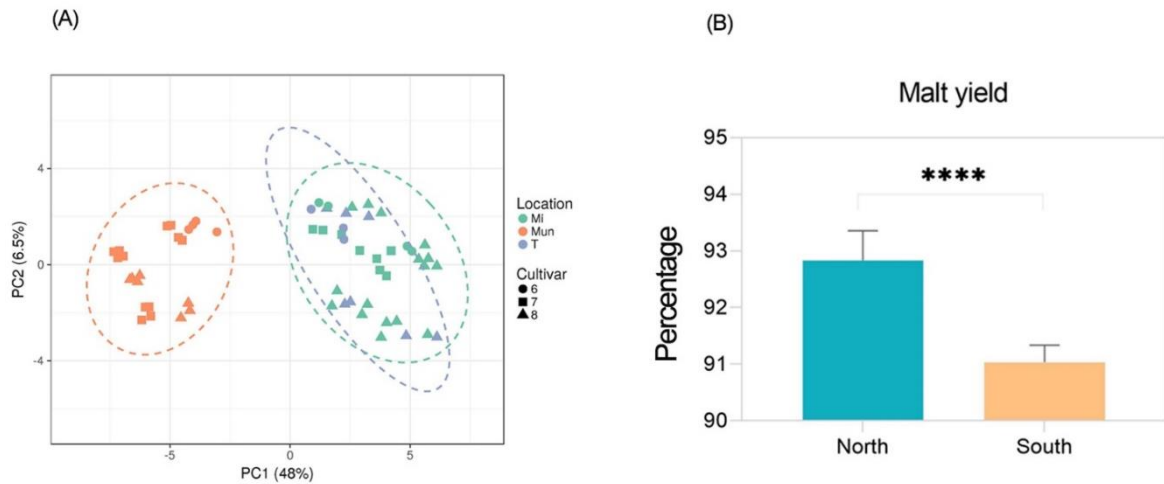 (A)
PC2 (6.5%)
4
0
-4
-5
0
5
PC1 (48%)
Location
Mi
Mun
T
Cultivar
6
7
8
(B)
Malt yield
Percentage
95
94
93
92
91
90
****
North
South